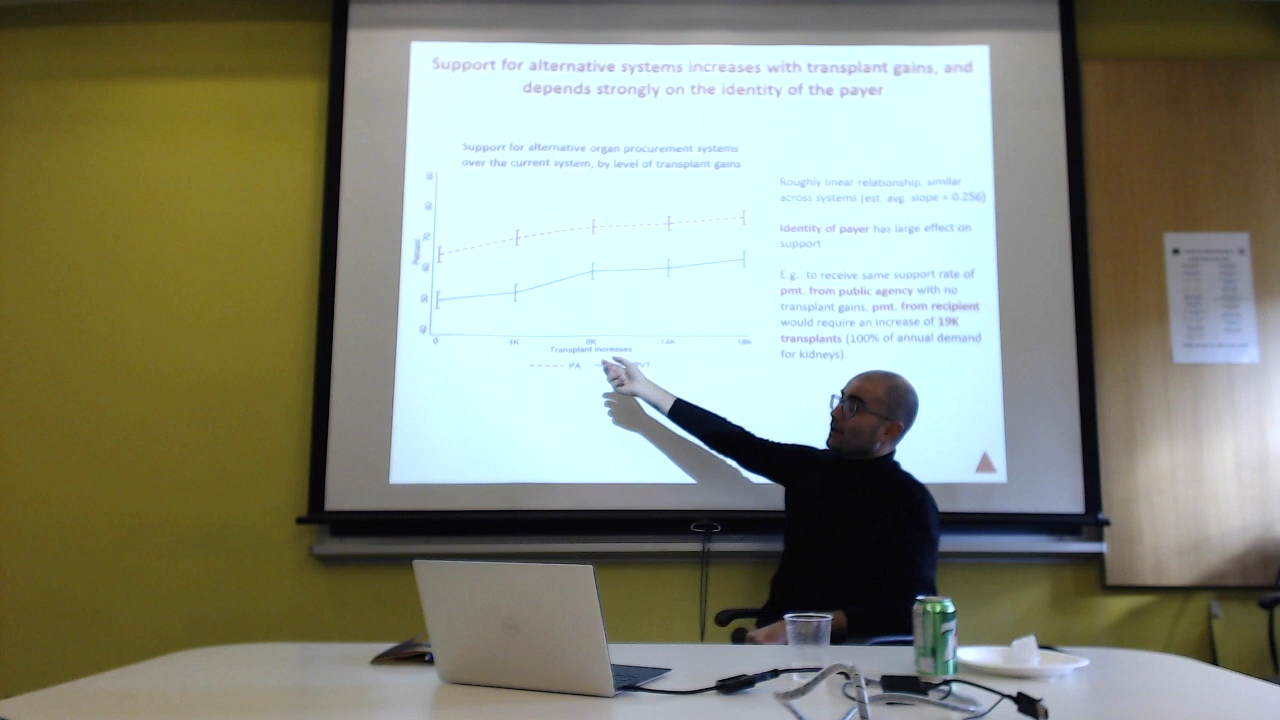 Support for alternative systems increases with transplant gains, and
depends strongly on the identity of the payer
Support for alternative organ procurement systems
over the current system, by level of transplant gains
Percent
70
60
0
4K
8K
Transplant increases
PA
Roughly linear relationship, similar
across systems (est. avg. slope = 0.256)
Identity of payer has large effect on
support
E.g.: to receive same support rate of
pmt. from public agency with no
transplant gains, pmt. from recipient
would require an increase of 19K
transplants (100% of annual demand
for kidneys).